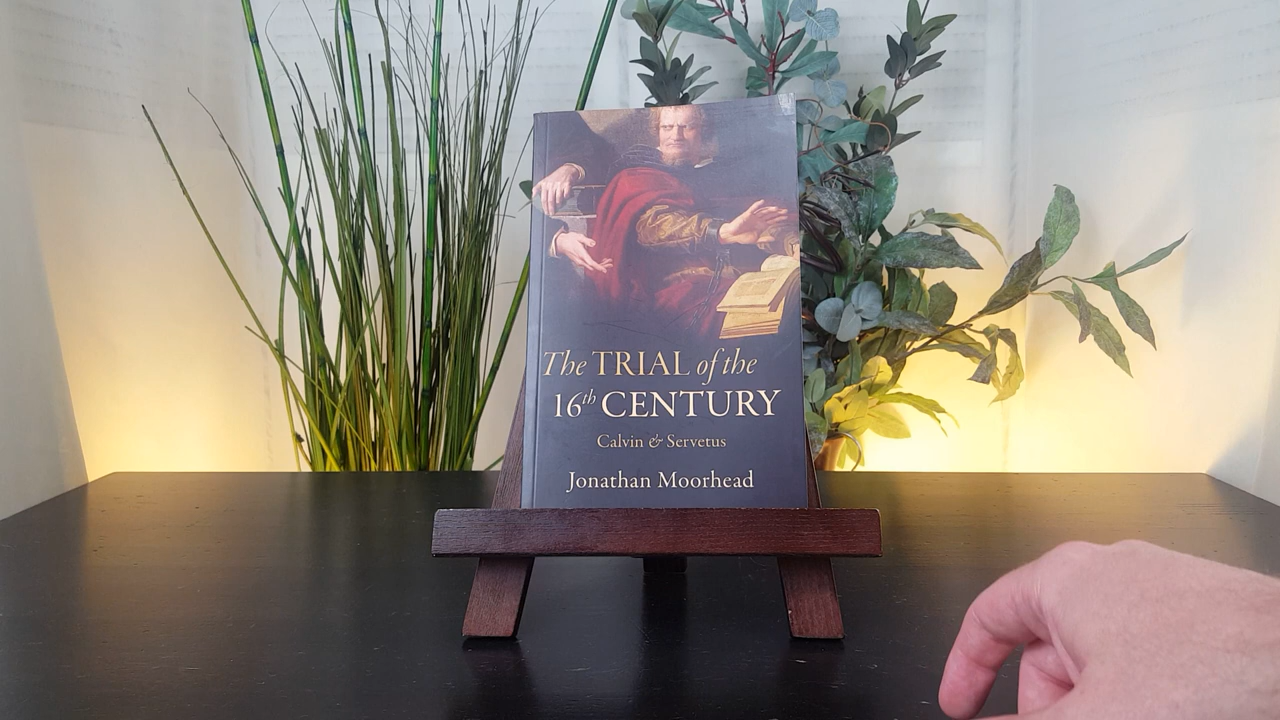 The TRIAL of the
16th CENTURY
Calvin & Servetus
Jonathan Moorhead